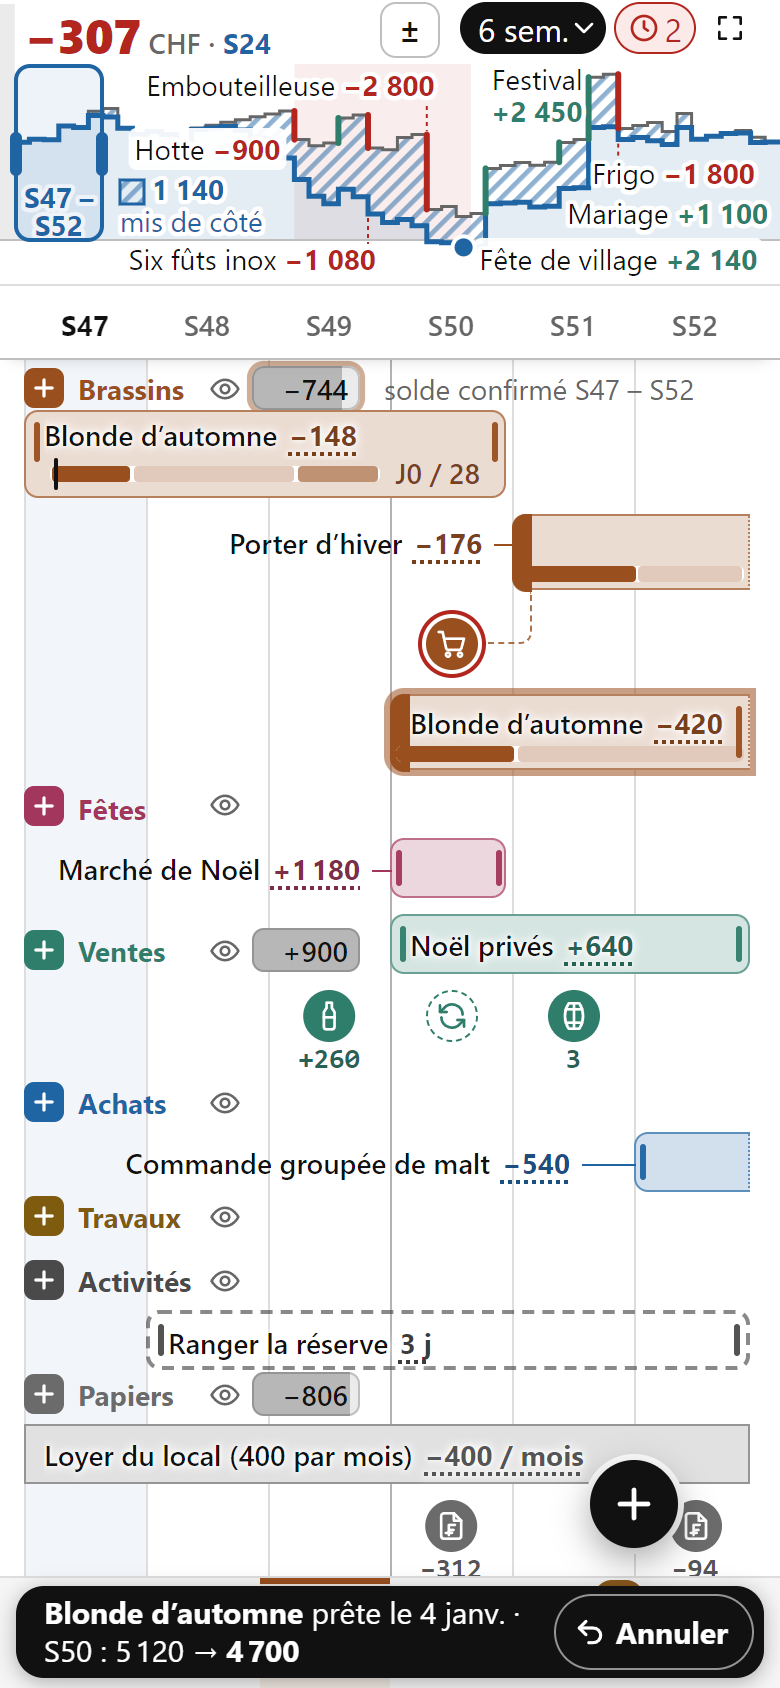 −307 CHF · S24
±
6 sem.
2
Embouteilleuse −2 800
Festival
+2 450
Hotte −900
S47 –
S52
1 140
mis de côté
Frigo −1 800
Mariage +1 100
Six fûts inox −1 080
Fête de village +2 140
S47 S48 S49 S50 S51 S52
Brassins −744 solde confirmé S47 – S52
Blonde d’automne −148
J0 / 28
Porter d’hiver −176
Blonde d’automne −420
Fêtes
Marché de Noël +1 180
Ventes +900 Noël privés +640
+260 3
Achats
Commande groupée de malt −540
Travaux
Activités
Ranger la réserve 3 j
Papiers −806
Loyer du local (400 par mois) −400 / mois
−312 −94
Blonde d’automne prête le 4 janv. ·
S50 : 5 120 → 4 700
Annuler